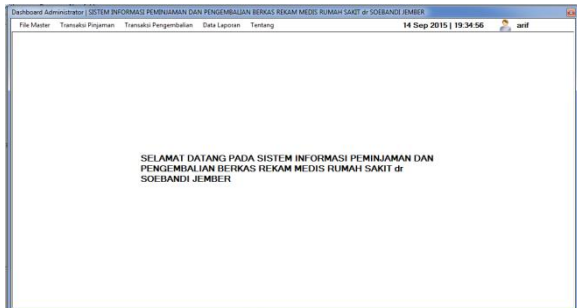 Dashboard Administrator | SISTEM INFORMASI PEMINJAMAN DAN PENGEMBALIAN BERKAS REKAM MEDIS RUMAH SAKIT dr SOEBANDI JEMBER
File Master Transaksi Pinjaman Transaksi Pengembalian Data Laporan Tentang 14 Sep 2015 | 19:34:56 arif
SELAMAT DATANG PADA SISTEM INFORMASI PEMINJAMAN DAN
PENGEMBALIAN BERKAS REKAM MEDIS RUMAH SAKIT dr
SOEBANDI JEMBER